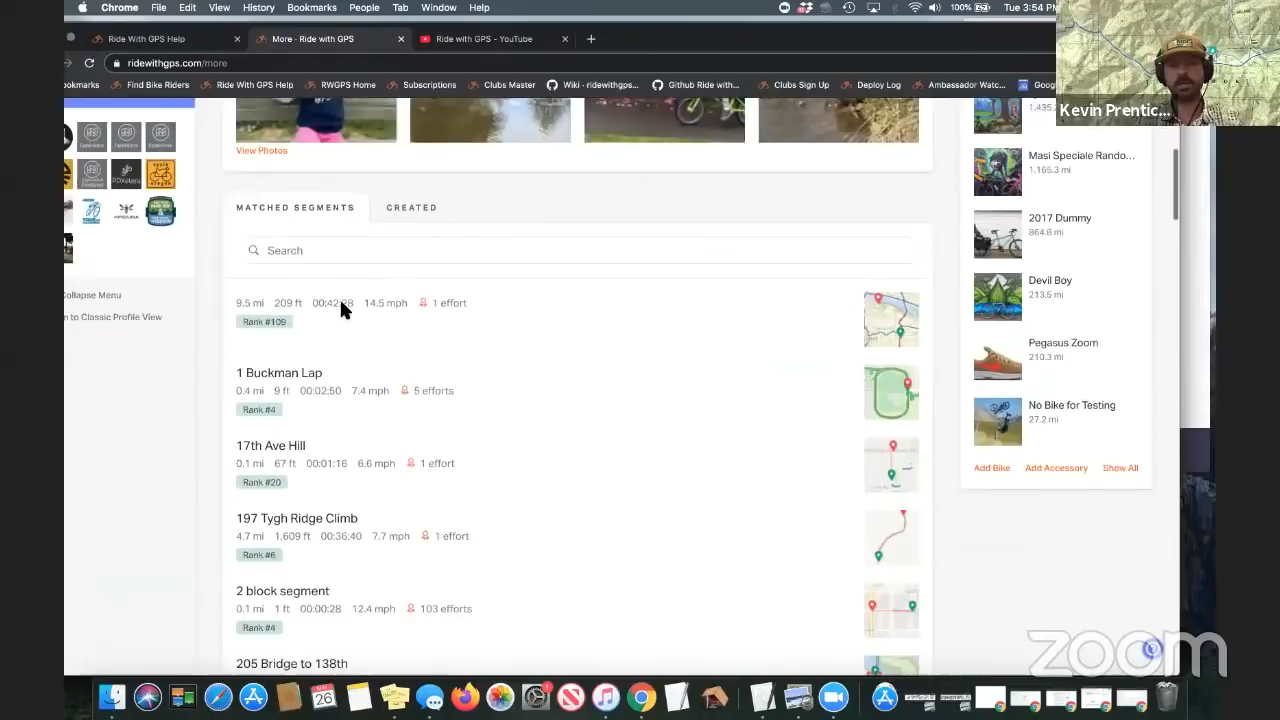 Chrome File Edit View History Bookmarks People Tab Window Help 100% Tue 3:54 PM
Ride With GPS Help × More - Ride with GPS × Ride with GPS - YouTube × +
ridewithgps.com/more
Find Bike Riders Ride With GPS Help RWGPS Home Subscriptions Clubs master Wiki - ridewithgps... Github Ride with... Clubs Sign Up Deploy Log Ambassador Watc...
Kevin Prentic...
View Photos
MATCHED SEGMENTS CREATED
Search
9.5 mi 209 ft 14.5 mph 1 effort
Rank #109
1 Buckman Lap
0.4 mi 9 ft 00:02:50 7.4 mph 5 efforts
Rank #4
17th Ave Hill
0.1 mi 67 ft 00:01:16 6.6 mph 1 effort
Rank #20
197 Tygh Ridge Climb
4.7 mi 1,609 ft 00:36:40 7.7 mph 1 effort
Rank #6
2 block segment
0.1 mi 1 ft 00:00:28 12.4 mph 103 efforts
Rank #4
205 Bridge to 138th
Collapse Menu
n to Classic Profile View
1,435.
Masi Speciale Rando...
1,165.3 mi
2017 Dummy
864.8 mi
Devil Boy
213.5 mi
Pegasus Zoom
210.3 mi
No Bike for Testing
27.2 mi
Add Bike Add Accessory Show All
zoom